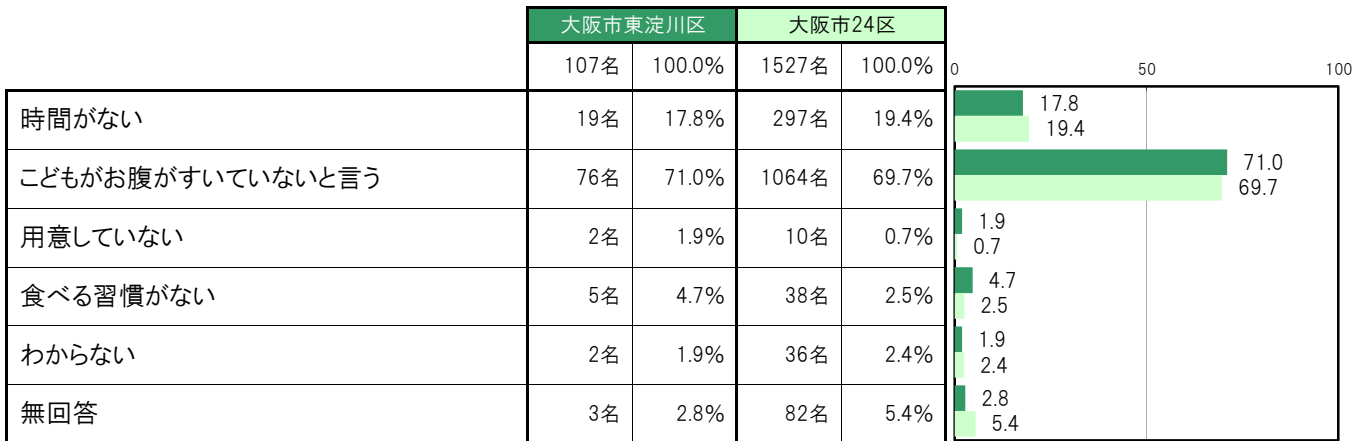 大阪市東淀川区 大阪市24区
107名 100.0% 1527名 100.0%
0 50 100
時間がない 19名 17.8% 297名 19.4%
17.8
19.4
こどもがお腹がすいていないと言う 76名 71.0% 1064名 69.7%
71.0
69.7
用意していない 2名 1.9% 10名 0.7%
1.9
0.7
食べる習慣がない 5名 4.7% 38名 2.5%
4.7
2.5
わからない 2名 1.9% 36名 2.4%
1.9
2.4
無回答 3名 2.8% 82名 5.4%
2.8
5.4